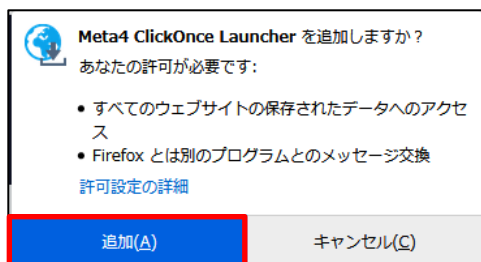 Meta4 ClickOnce Launcher を追加しますか？
あなたの許可が必要です:
• すべてのウェブサイトの保存されたデータへのアクセ
ス
• Firefox とは別のプログラムとのメッセージ交換
許可設定の詳細
追加(A)
キャンセル(C)